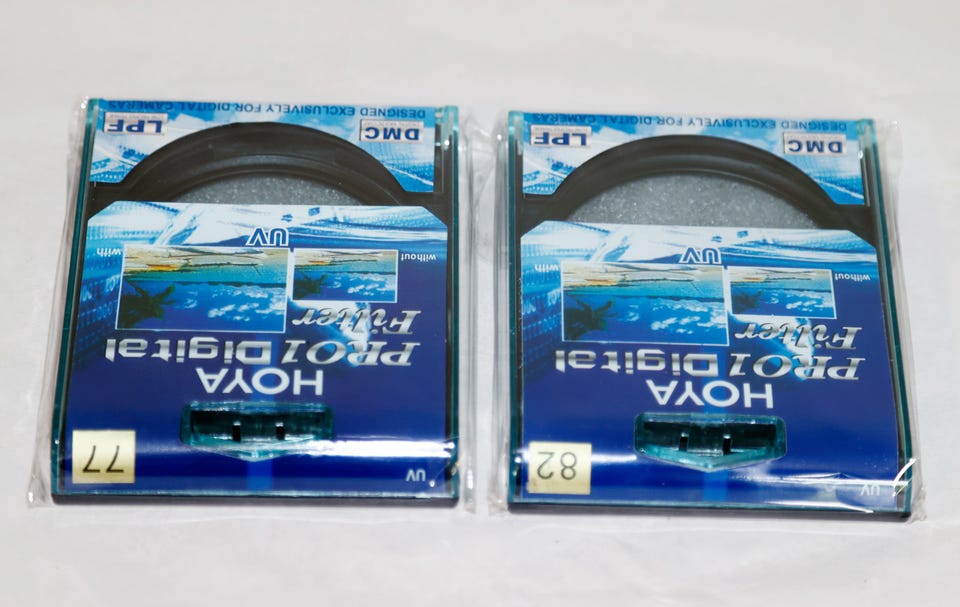 UV
82
HOYA
PRO1 Digital
Filter
without
with
UV
DMC
LPF
DESIGNED EXCLUSIVELY FOR DIGITAL CAMERAS
UV
77
HOYA
PRO1 Digital
Filter
without
with
UV
DMC
LPF
DESIGNED EXCLUSIVELY FOR DIGITAL CAMERAS